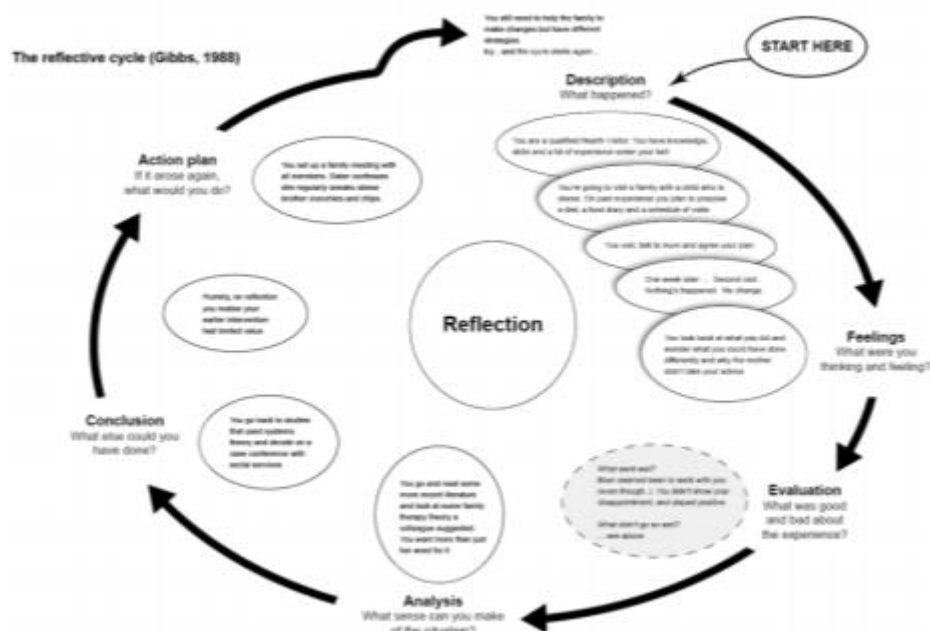 You still need to help the family to
make changes but have different
strategies
and the cycle starts again...
The reflective cycle (Gibbs, 1988)
START HERE
Description
What happened?
You are a qualified Health Visitor. You have knowledge,
skills and a lot of experience under your belt
You're going to visit a family with a child who is
obese. On past experience you plan to propose
a diet, a food diary and a schedule of visits
You visit, talk to mum and agree your plan
One week later ... Second visit.
Nothing's happened. No change.
You look back at what you did and
wonder what you could have done
differently and why the mother
didn't take your advice
Feelings
What were you
thinking and feeling?
Evaluation
What was good
and bad about
the experience?
What went well?
Mum seemed keen to work with you
(even though...). You didn't show your
disappointment, and stayed positive
What didn't go so well?
...see above
Analysis
What sense can you make
of the situation?
You go and read some
more recent literature
and look at some family
therapy theory a
colleague suggested.
You want more than just
her word for it
Conclusion
What else could you
have done?
You go back to studies
that used systems
theory and decide on a
case conference with
social services
on reflection
you realise your
earlier intervention
had limited value
Action plan
If it arose again,
what would you do?
You set up a family meeting with
all members. Sister confesses
she regularly sneaks obese
brother crunchies and chips.
Reflection